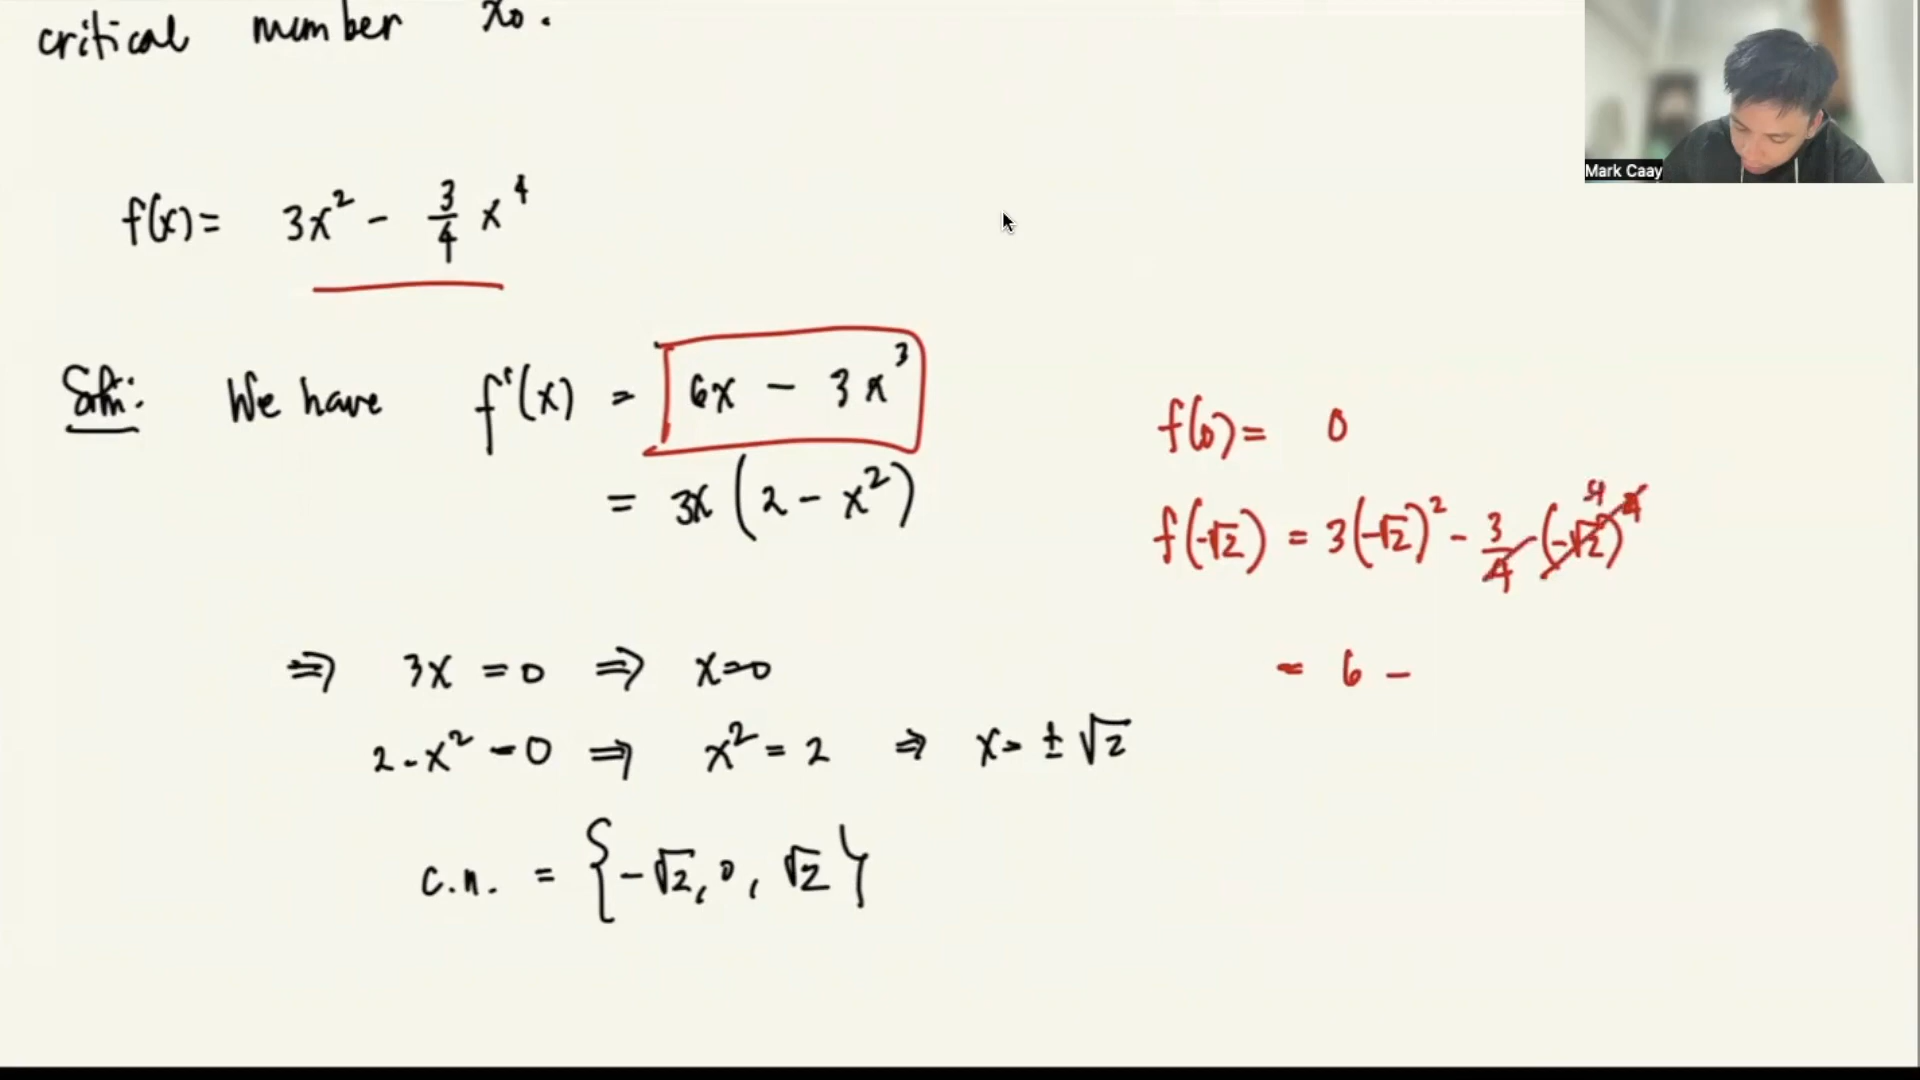 critical number x₀.
Mark Caay
f(x) = 3x² - 3/4 x⁴
Soln: We have f'(x) = 6x - 3x³
= 3x (2 - x²)
f(0) = 0
f(-√2) = 3(-√2)² - 3/4 (-√2)⁴ 4
= 6 -
⇒ 3x = 0 ⇒ x=0
2 - x² = 0 ⇒ x² = 2 ⇒ x = ± √2
c.n. = {-√2, 0, √2}